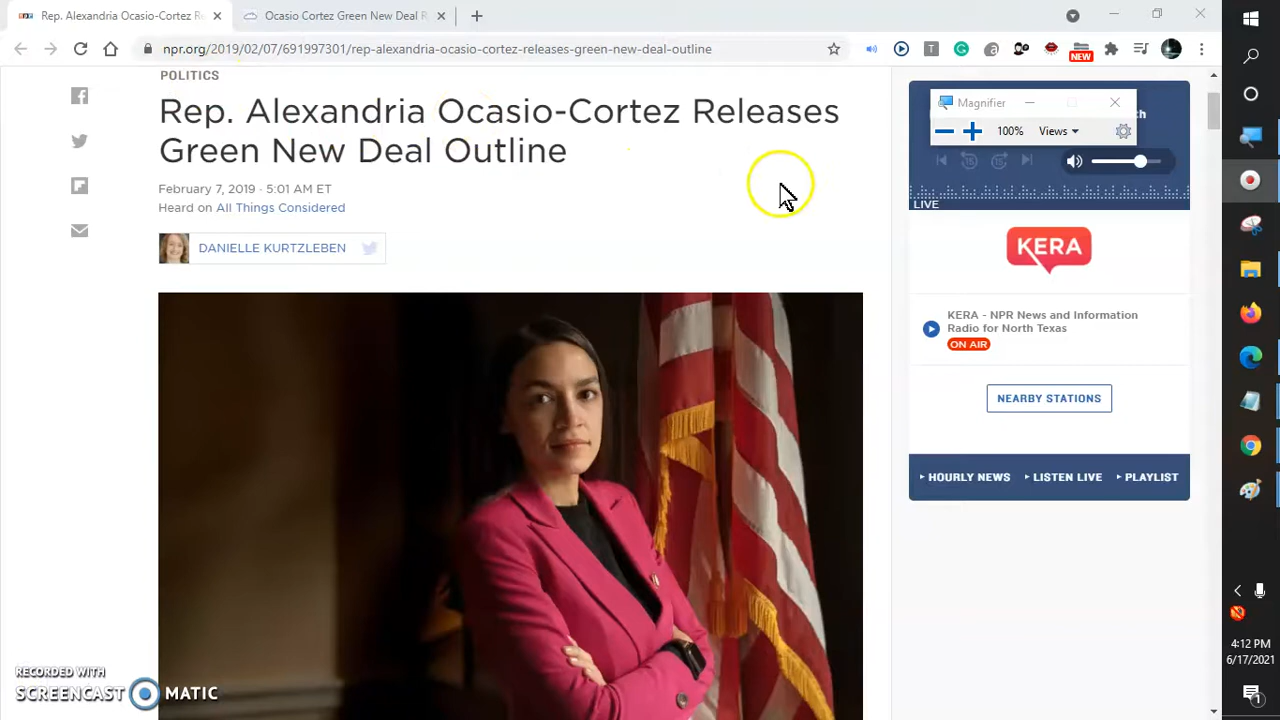 Rep. Alexandria Ocasio-Cortez R
Ocasio Cortez Green New Deal R
npr.org/2019/02/07/691997301/rep-alexandria-ocasio-cortez-releases-green-new-deal-outline
NEW
POLITICS
Rep. Alexandria Ocasio-Cortez Releases
Green New Deal Outline
February 7, 2019 · 5:01 AM ET
Heard on All Things Considered
DANIELLE KURTZLEBEN
Magnifier
100% Views
15 15
LIVE
KERA
KERA - NPR News and Information
Radio for North Texas
ON AIR
NEARBY STATIONS
HOURLY NEWS LISTEN LIVE PLAYLIST
RECORDED WITH
SCREENCAST MATIC
4:12 PM
6/17/2021
1